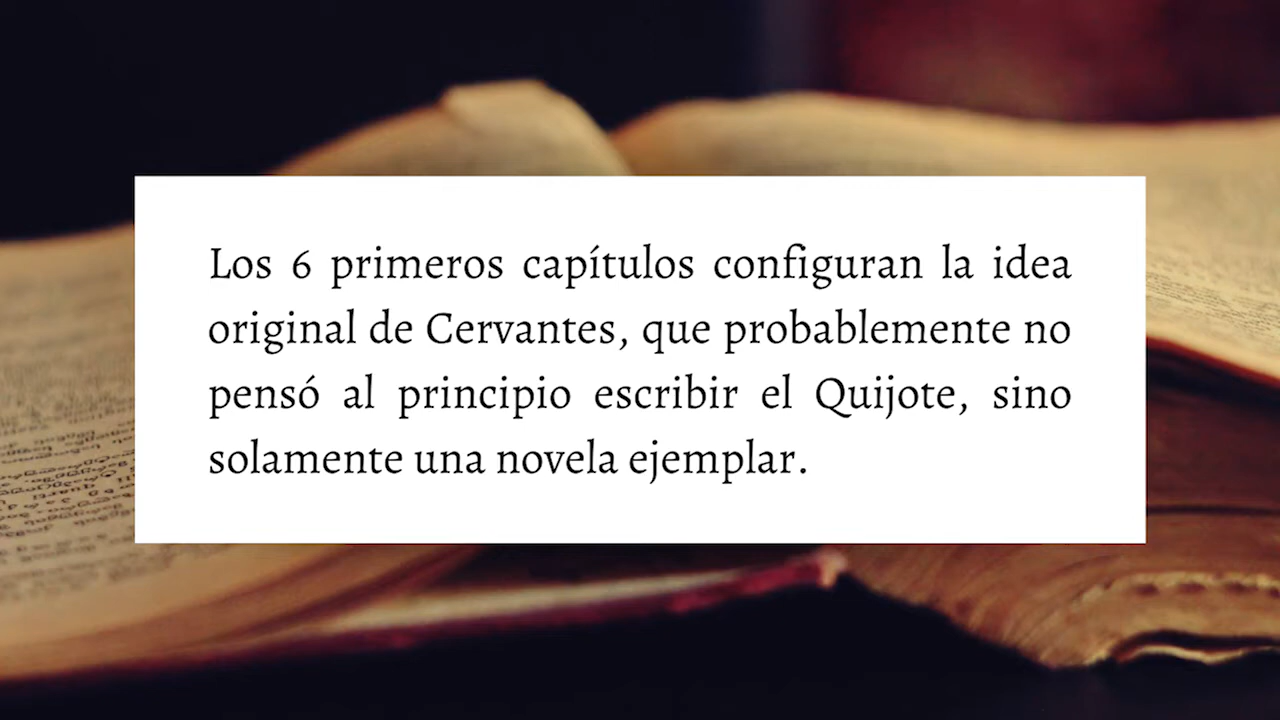 Los 6 primeros capítulos configuran la idea
original de Cervantes, que probablemente no
pensó al principio escribir el Quijote, sino
solamente una novela ejemplar.